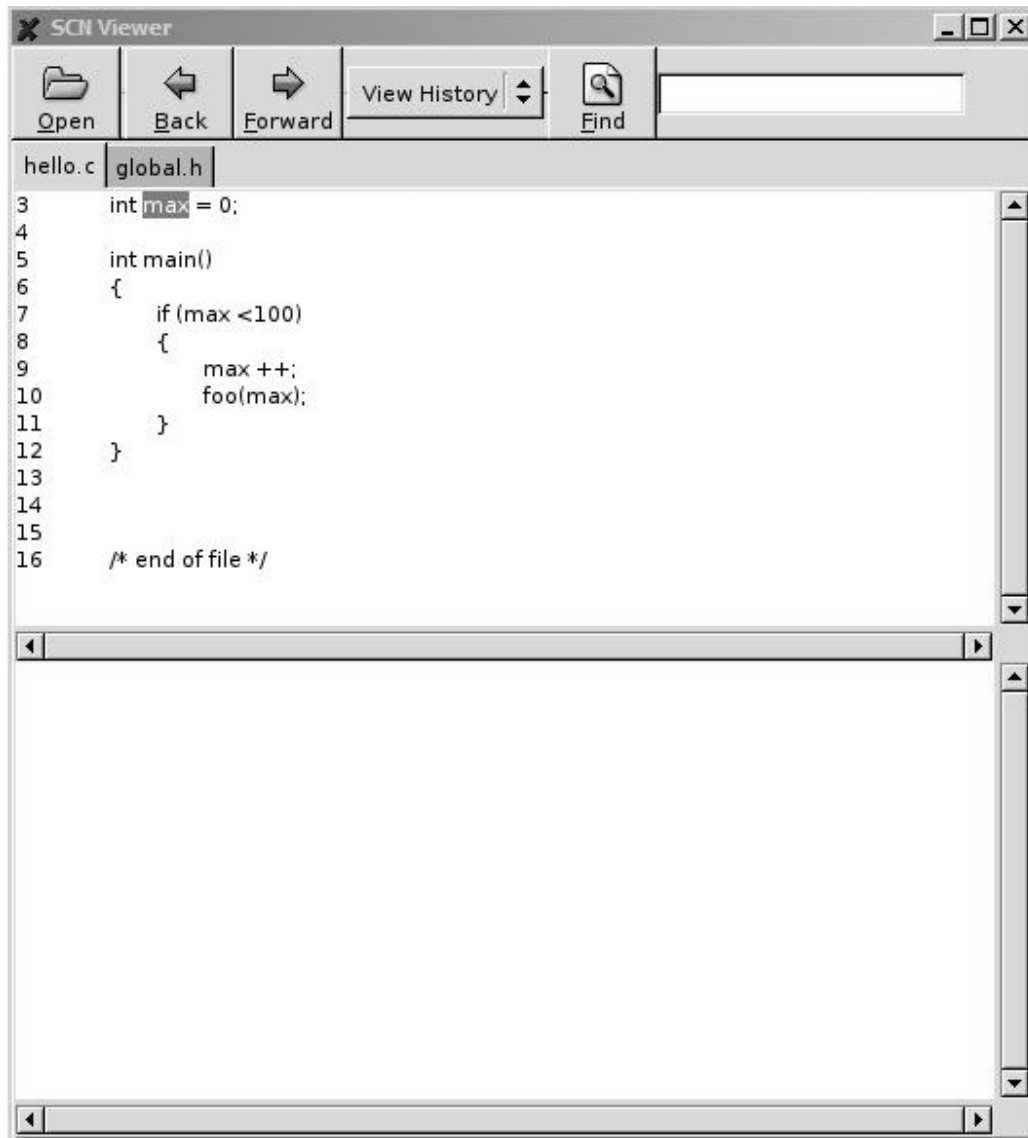 SCN Viewer
Open Back Forward View History Find
hello.c global.h
3 int max = 0;
4
5 int main()
6 {
7 if (max <100)
8 {
9 max ++;
10 foo(max);
11 }
12 }
13
14
15
16 /* end of file */